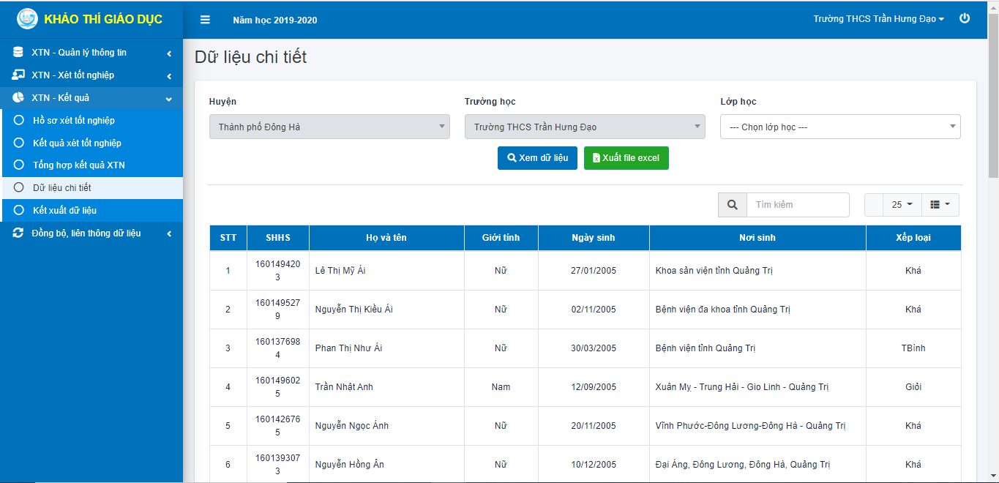 KHẢO THÍ GIÁO DỤC
Năm học 2019-2020
Trường THCS Trần Hưng Đạo
XTN - Quản lý thông tin
XTN - Xét tốt nghiệp
XTN - Kết quả
Hồ sơ xét tốt nghiệp
Kết quả xét tốt nghiệp
Tổng hợp kết quả XTN
Dữ liệu chi tiết
Kết xuất dữ liệu
Đồng bộ, liên thông dữ liệu
Dữ liệu chi tiết
Huyện Trường học Lớp học
Thành phố Đông Hà Trường THCS Trần Hưng Đạo --- Chọn lớp học ---
Xem dữ liệu Xuất file excel
Tìm kiếm 25
STT SHHS Họ và tên Giới tính Ngày sinh Nơi sinh Xếp loại
1 1601494203 Lê Thị Mỹ Ái Nữ 27/01/2005 Khoa sản viện tỉnh Quảng Trị Khá
2 1601495279 Nguyễn Thị Kiều Ái Nữ 02/11/2005 Bệnh viện đa khoa tỉnh Quảng Trị Khá
3 1601376984 Phan Thị Như Ái Nữ 30/03/2005 Bệnh viện tỉnh Quảng Trị TBình
4 1601496025 Trần Nhật Anh Nam 12/09/2005 Xuân Mỵ - Trung Hải - Gio Linh - Quảng Trị Giỏi
5 1601426765 Nguyễn Ngọc Ánh Nữ 20/11/2005 Vĩnh Phước-Đông Lương-Đông Hà - Quảng Trị Khá
6 1601393073 Nguyễn Hồng Ân Nữ 10/12/2005 Đại Áng, Đông Lương, Đông Hà, Quảng Trị Khá